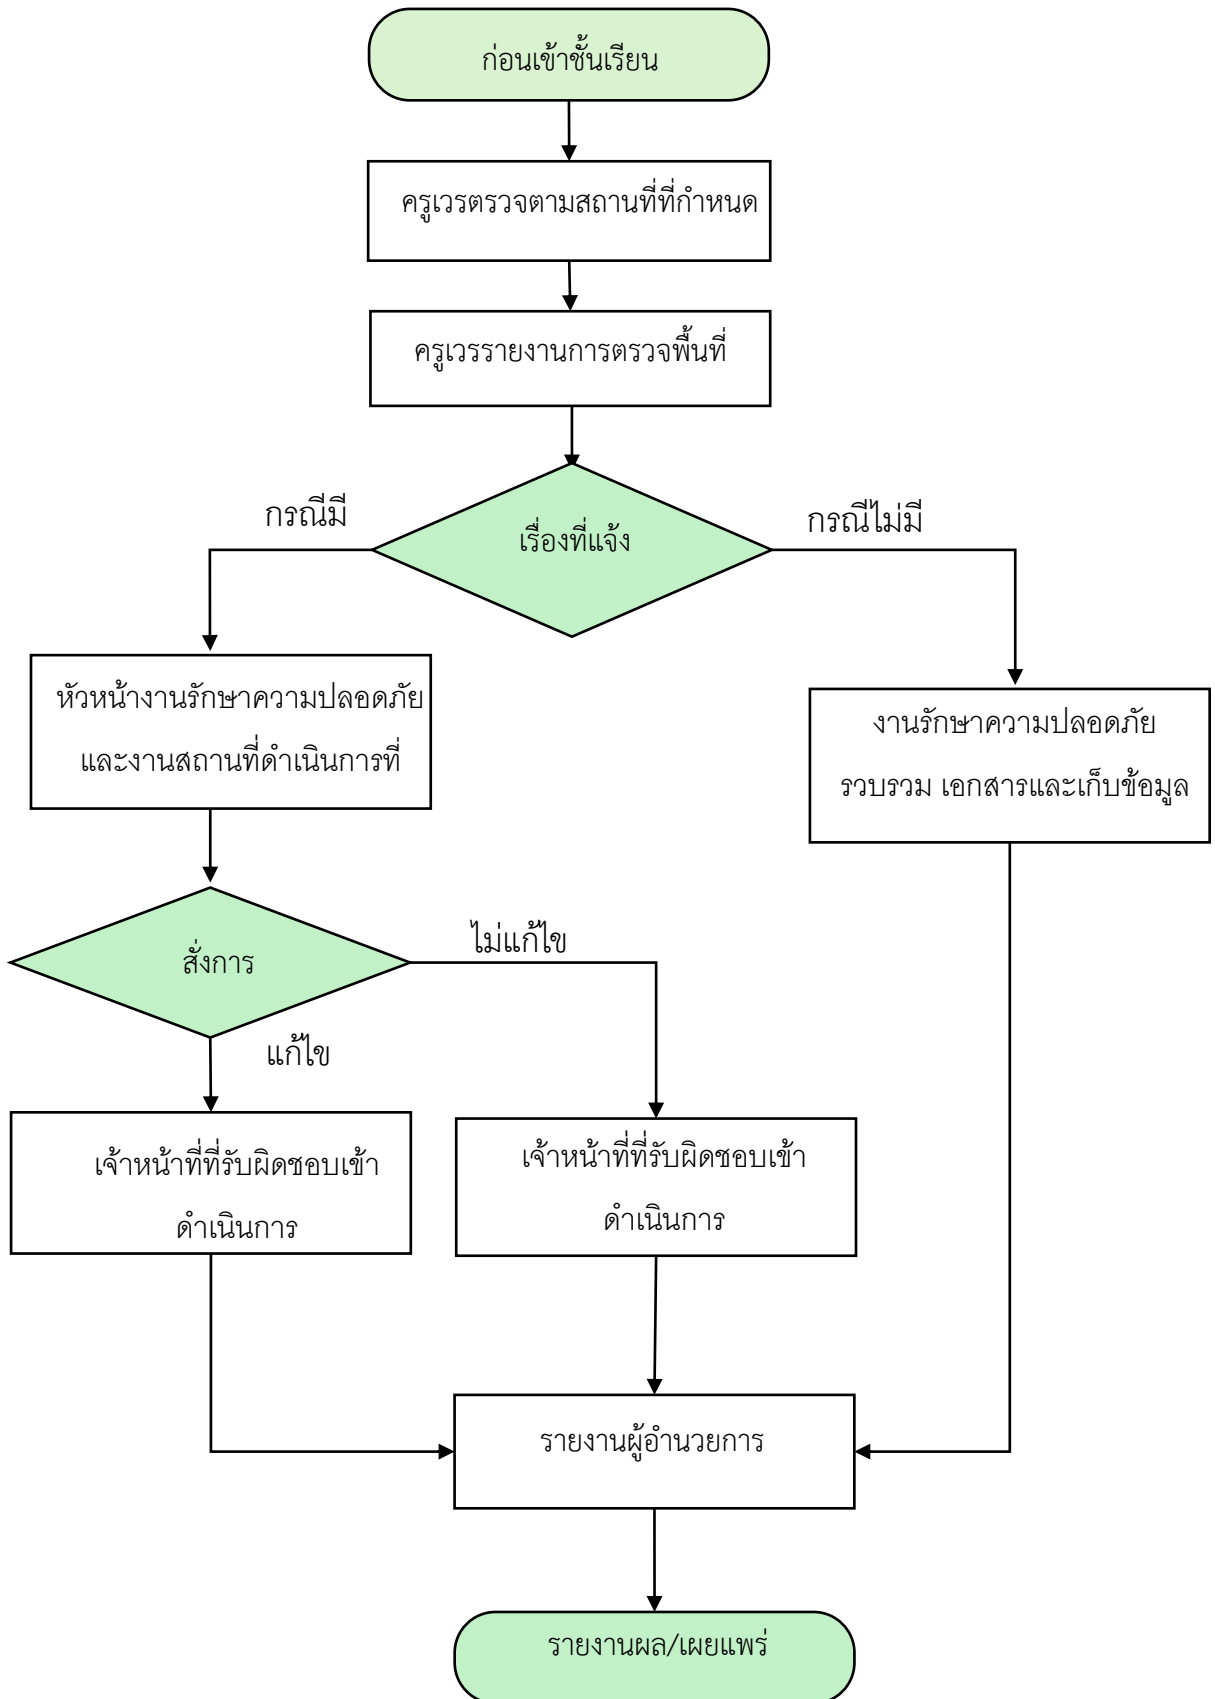 ก่อนเข้าชั้นเรียน
ครูเวรตรวจตามสถานที่ที่กำหนด
ครูเวรรายงานการตรวจพื้นที่
เรื่องที่แจ้ง
กรณีมี
กรณีไม่มี
หัวหน้างานรักษาความปลอดภัย
และงานสถานที่ดำเนินการที่
งานรักษาความปลอดภัย
รวบรวม เอกสารและเก็บข้อมูล
สั่งการ
ไม่แก้ไข
แก้ไข
เจ้าหน้าที่ที่รับผิดชอบเข้า
ดำเนินการ
เจ้าหน้าที่ที่รับผิดชอบเข้า
ดำเนินการ
รายงานผู้อำนวยการ
รายงานผล/เผยแพร่